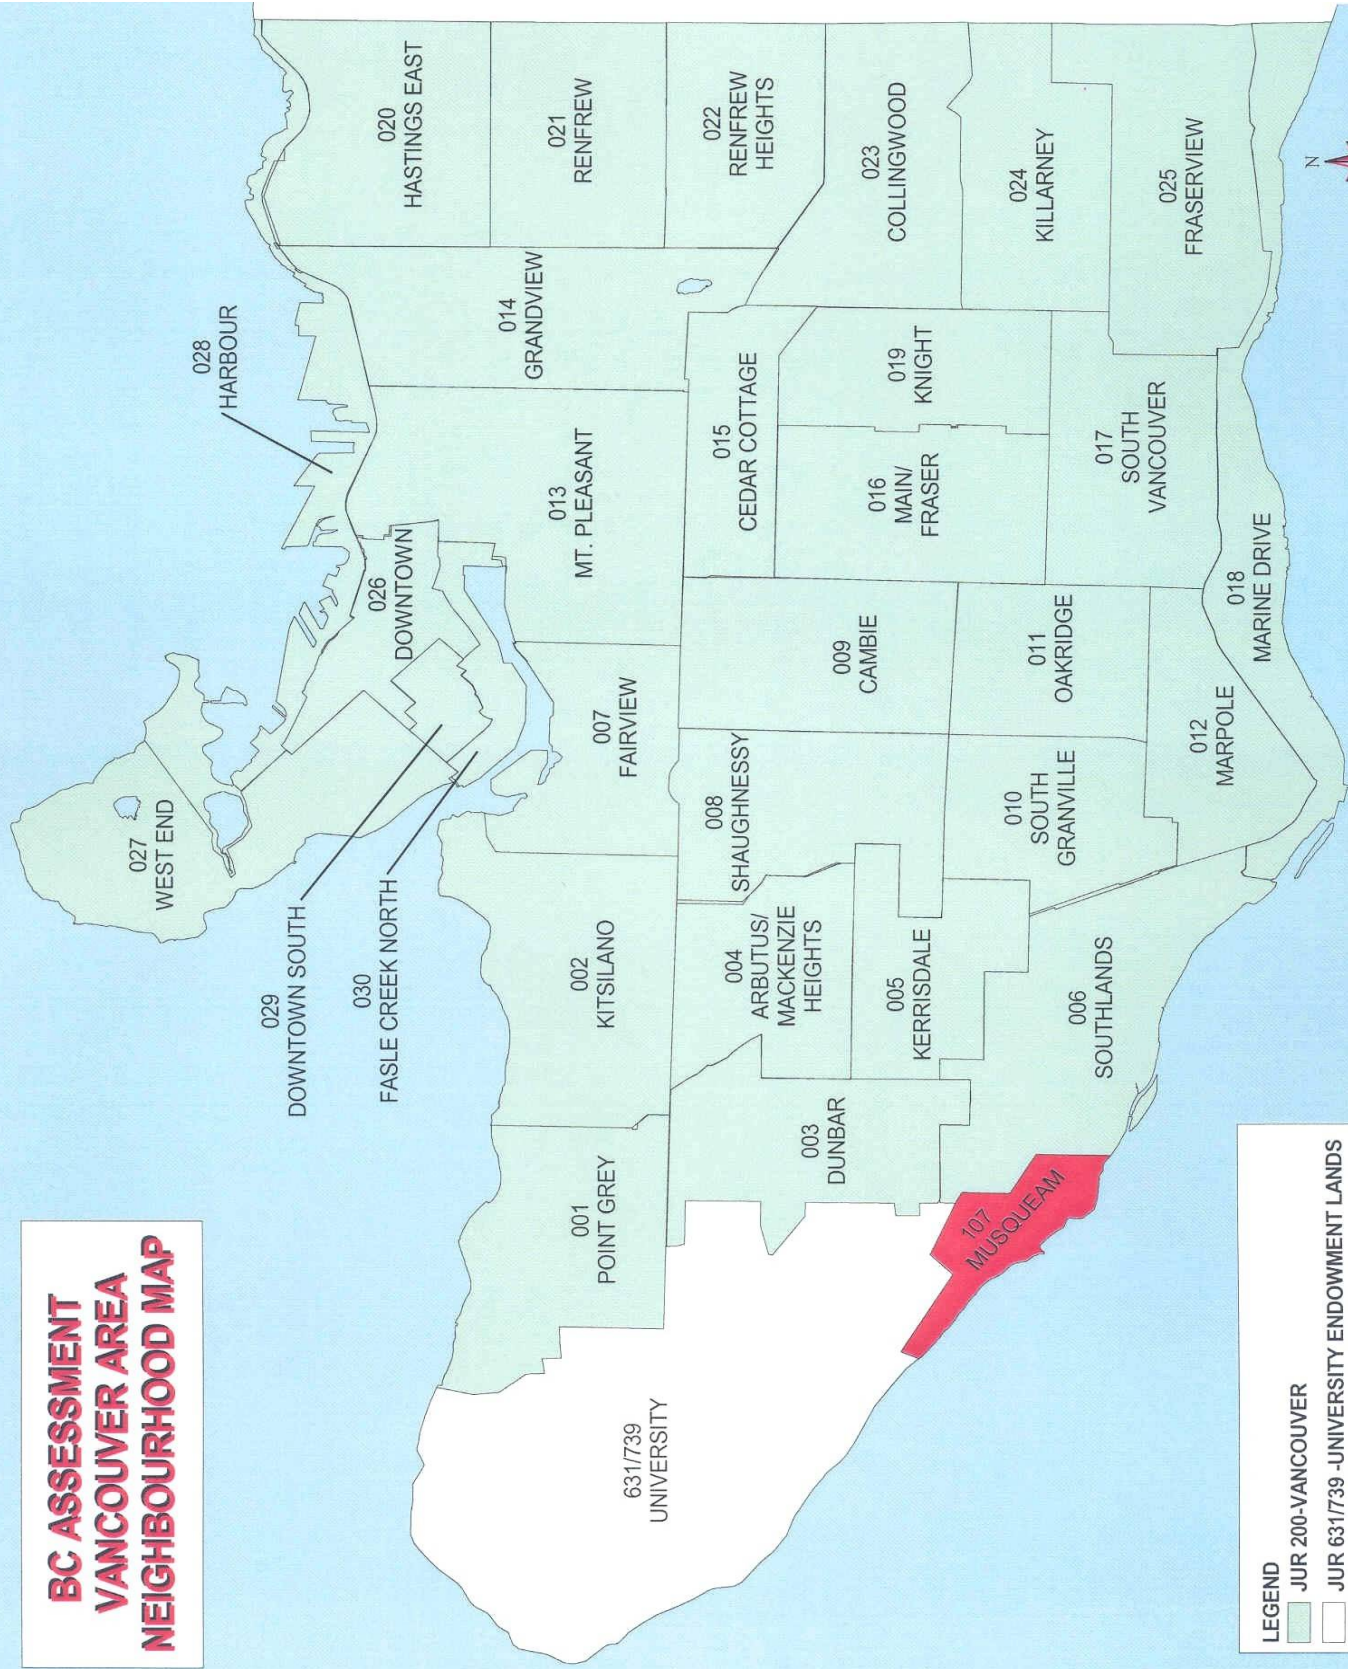 BC ASSESSMENT
VANCOUVER AREA
NEIGHBOURHOOD MAP
027
WEST END
028
HARBOUR
029
DOWNTOWN SOUTH
030
FASLE CREEK NORTH
026
DOWNTOWN
020
HASTINGS EAST
014
GRANDVIEW
013
MT. PLEASANT
021
RENFREW
001
POINT GREY
002
KITSILANO
007
FAIRVIEW
631/739
UNIVERSITY
022
RENFREW
HEIGHTS
015
CEDAR COTTAGE
008
SHAUGHNESSY
004
ARBUTUS/
MACKENZIE
HEIGHTS
003
DUNBAR
009
CAMBIE
016
MAIN/
FRASER
019
KNIGHT
023
COLLINGWOOD
005
KERRISDALE
010
SOUTH
GRANVILLE
011
OAKRIDGE
024
KILLARNEY
107
MUSQUEAM
006
SOUTHLANDS
012
MARPOLE
017
SOUTH
VANCOUVER
025
FRASERVIEW
018
MARINE DRIVE
N
LEGEND
JUR 200-VANCOUVER
JUR 631/739 -UNIVERSITY ENDOWMENT LANDS